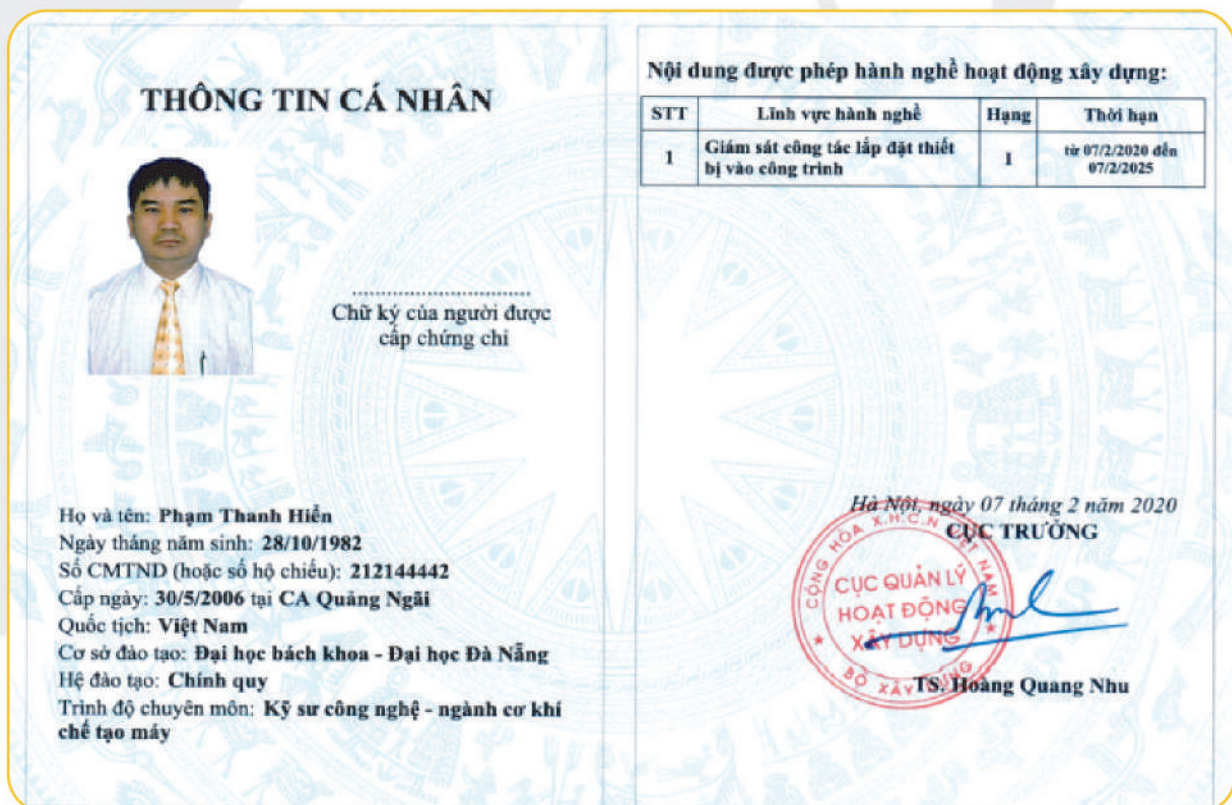 THÔNG TIN CÁ NHÂN
Chữ ký của người được
cấp chứng chỉ
Họ và tên: Phạm Thanh Hiển
Ngày tháng năm sinh: 28/10/1982
Số CMTND (hoặc số hộ chiếu): 212144442
Cấp ngày: 30/5/2006 tại CA Quảng Ngãi
Quốc tịch: Việt Nam
Cơ sở đào tạo: Đại học bách khoa - Đại học Đà Nẵng
Hệ đào tạo: Chính quy
Trình độ chuyên môn: Kỹ sư công nghệ - ngành cơ khí
chế tạo máy
Nội dung được phép hành nghề hoạt động xây dựng:
STT Lĩnh vực hành nghề Hạng Thời hạn
1 Giám sát công tác lắp đặt thiết bị vào công trình I từ 07/2/2020 đến 07/2/2025
Hà Nội, ngày 07 tháng 2 năm 2020
CỤC TRƯỞNG
CỘNG HÒA X.H.C.N VIỆT NAM
CỤC QUẢN LÝ
HOẠT ĐỘNG
XÂY DỰNG
BỘ XÂY DỰNG
TS. Hoàng Quang Nhu